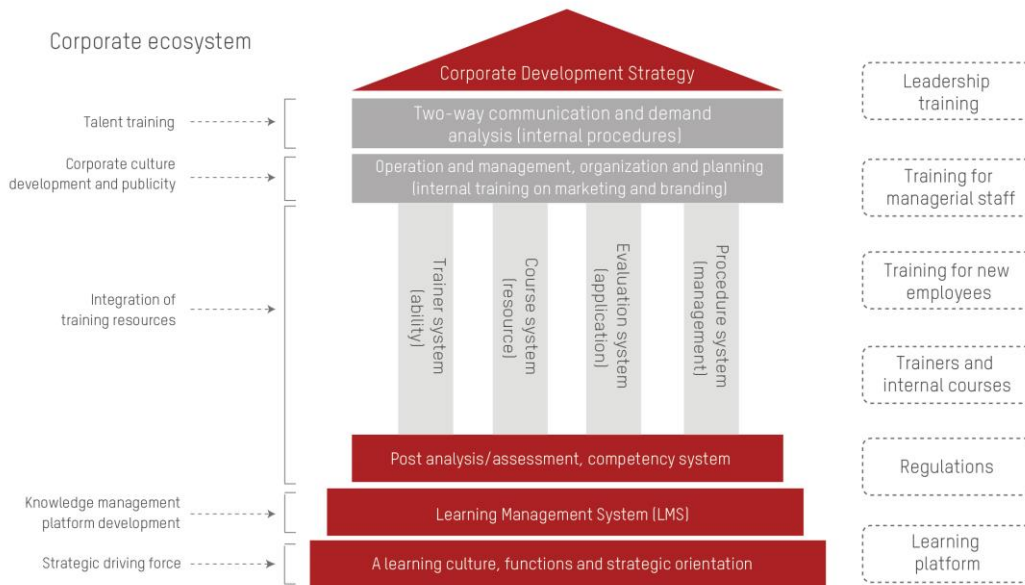 Corporate ecosystem
Corporate Development Strategy
Talent training
Two-way communication and demand
analysis (internal procedures)
Corporate culture
development and publicity
Operation and management, organization and planning
(internal training on marketing and branding)
Integration of
training resources
Trainer system
(ability)
Course system
(resource)
Evaluation system
(application)
Procedure system
(management)
Post analysis/assessment, competency system
Knowledge management
platform development
Learning Management System (LMS)
Strategic driving force
A learning culture, functions and strategic orientation
Leadership
training
Training for
managerial staff
Training for new
employees
Trainers and
internal courses
Regulations
Learning
platform